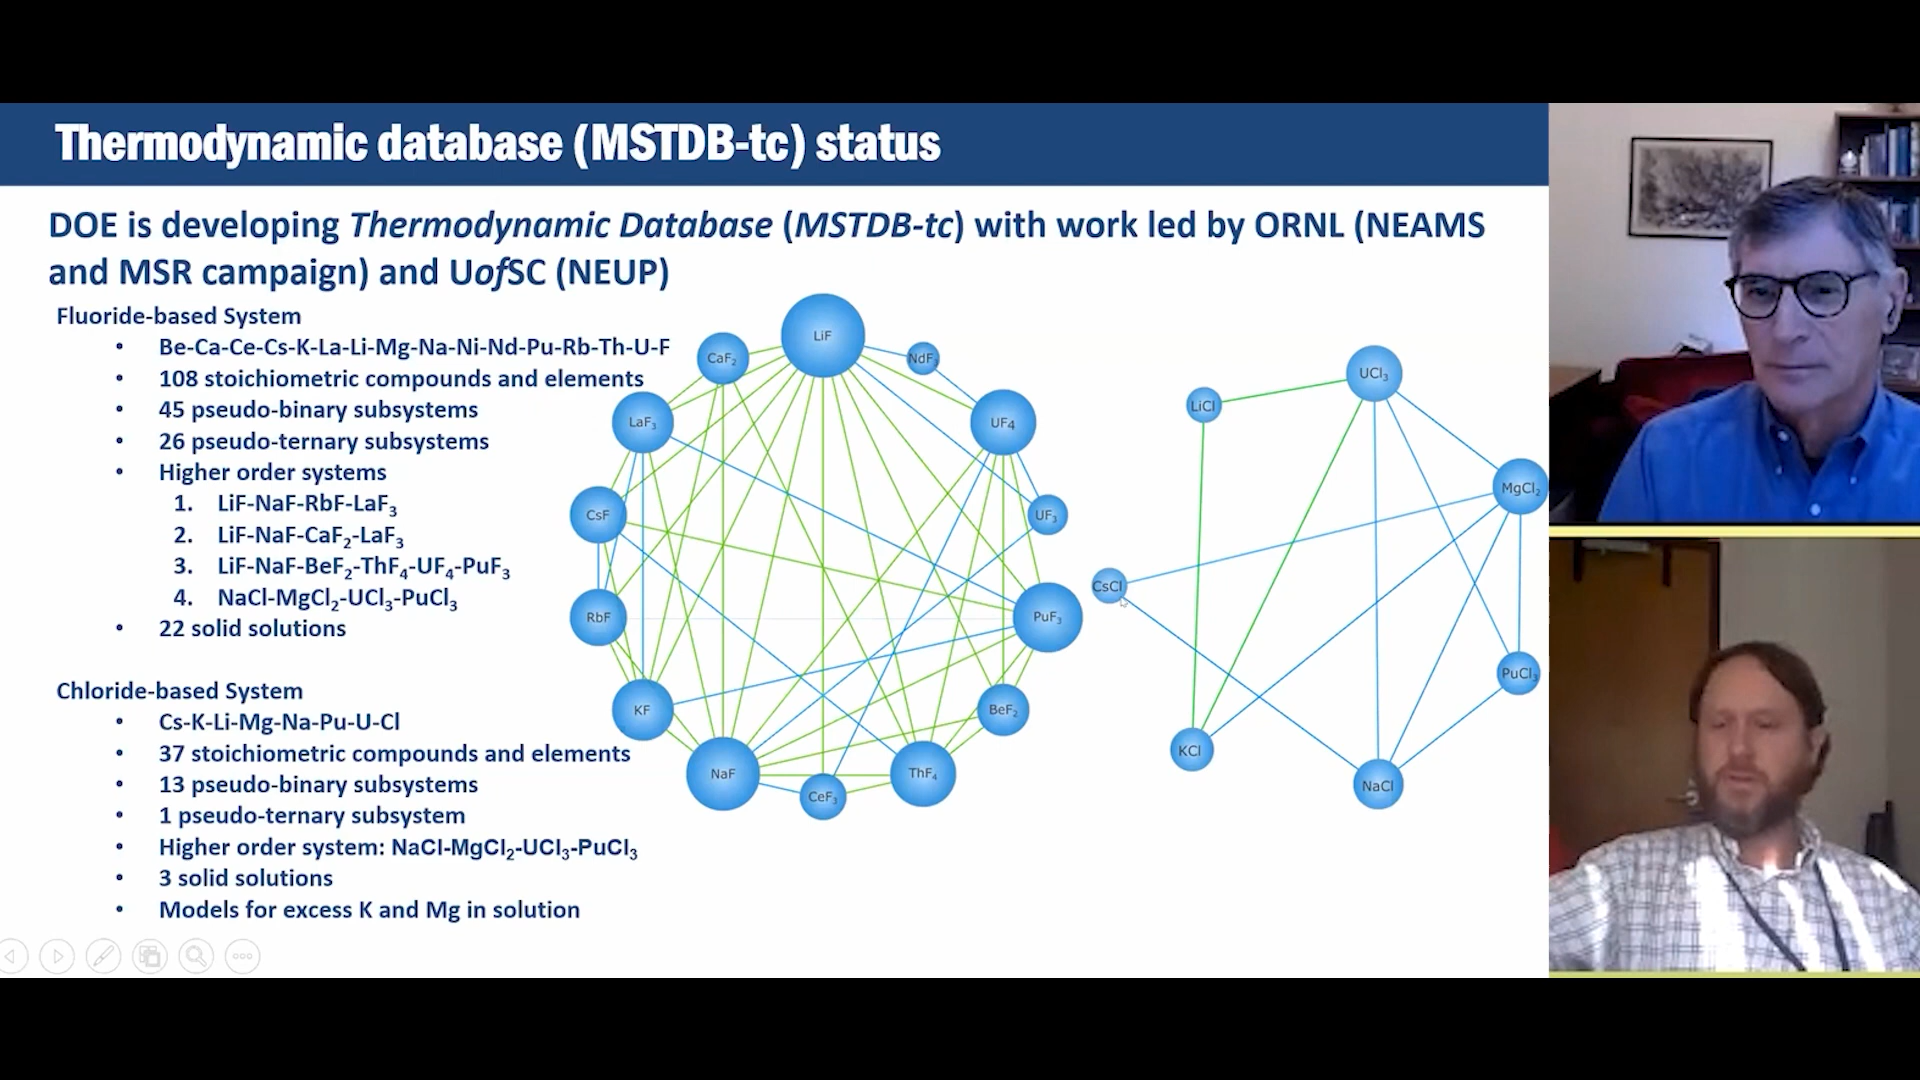 Thermodynamic database (MSTDB-tc) status
DOE is developing Thermodynamic Database (MSTDB-tc) with work led by ORNL (NEAMS
and MSR campaign) and UofSC (NEUP)
Fluoride-based System
• Be-Ca-Ce-Cs-K-La-Li-Mg-Na-Ni-Nd-Pu-Rb-Th-U-F
• 108 stoichiometric compounds and elements
• 45 pseudo-binary subsystems
• 26 pseudo-ternary subsystems
• Higher order systems
1. LiF-NaF-RbF-LaF₃
2. LiF-NaF-CaF₂-LaF₃
3. LiF-NaF-BeF₂-ThF₄-UF₄-PuF₃
4. NaCl-MgCl₂-UCl₃-PuCl₃
• 22 solid solutions
Chloride-based System
• Cs-K-Li-Mg-Na-Pu-U-Cl
• 37 stoichiometric compounds and elements
• 13 pseudo-binary subsystems
• 1 pseudo-ternary subsystem
• Higher order system: NaCl-MgCl₂-UCl₃-PuCl₃
• 3 solid solutions
• Models for excess K and Mg in solution
LiF
CaF₂
NdF₃
LaF₃
UF₄
CsF
UF₃
RbF
PuF₃
KF
BeF₂
NaF
CeF₃
ThF₄
UCl₃
LiCl
MgCl₂
CsCl
PuCl₃
KCl
NaCl